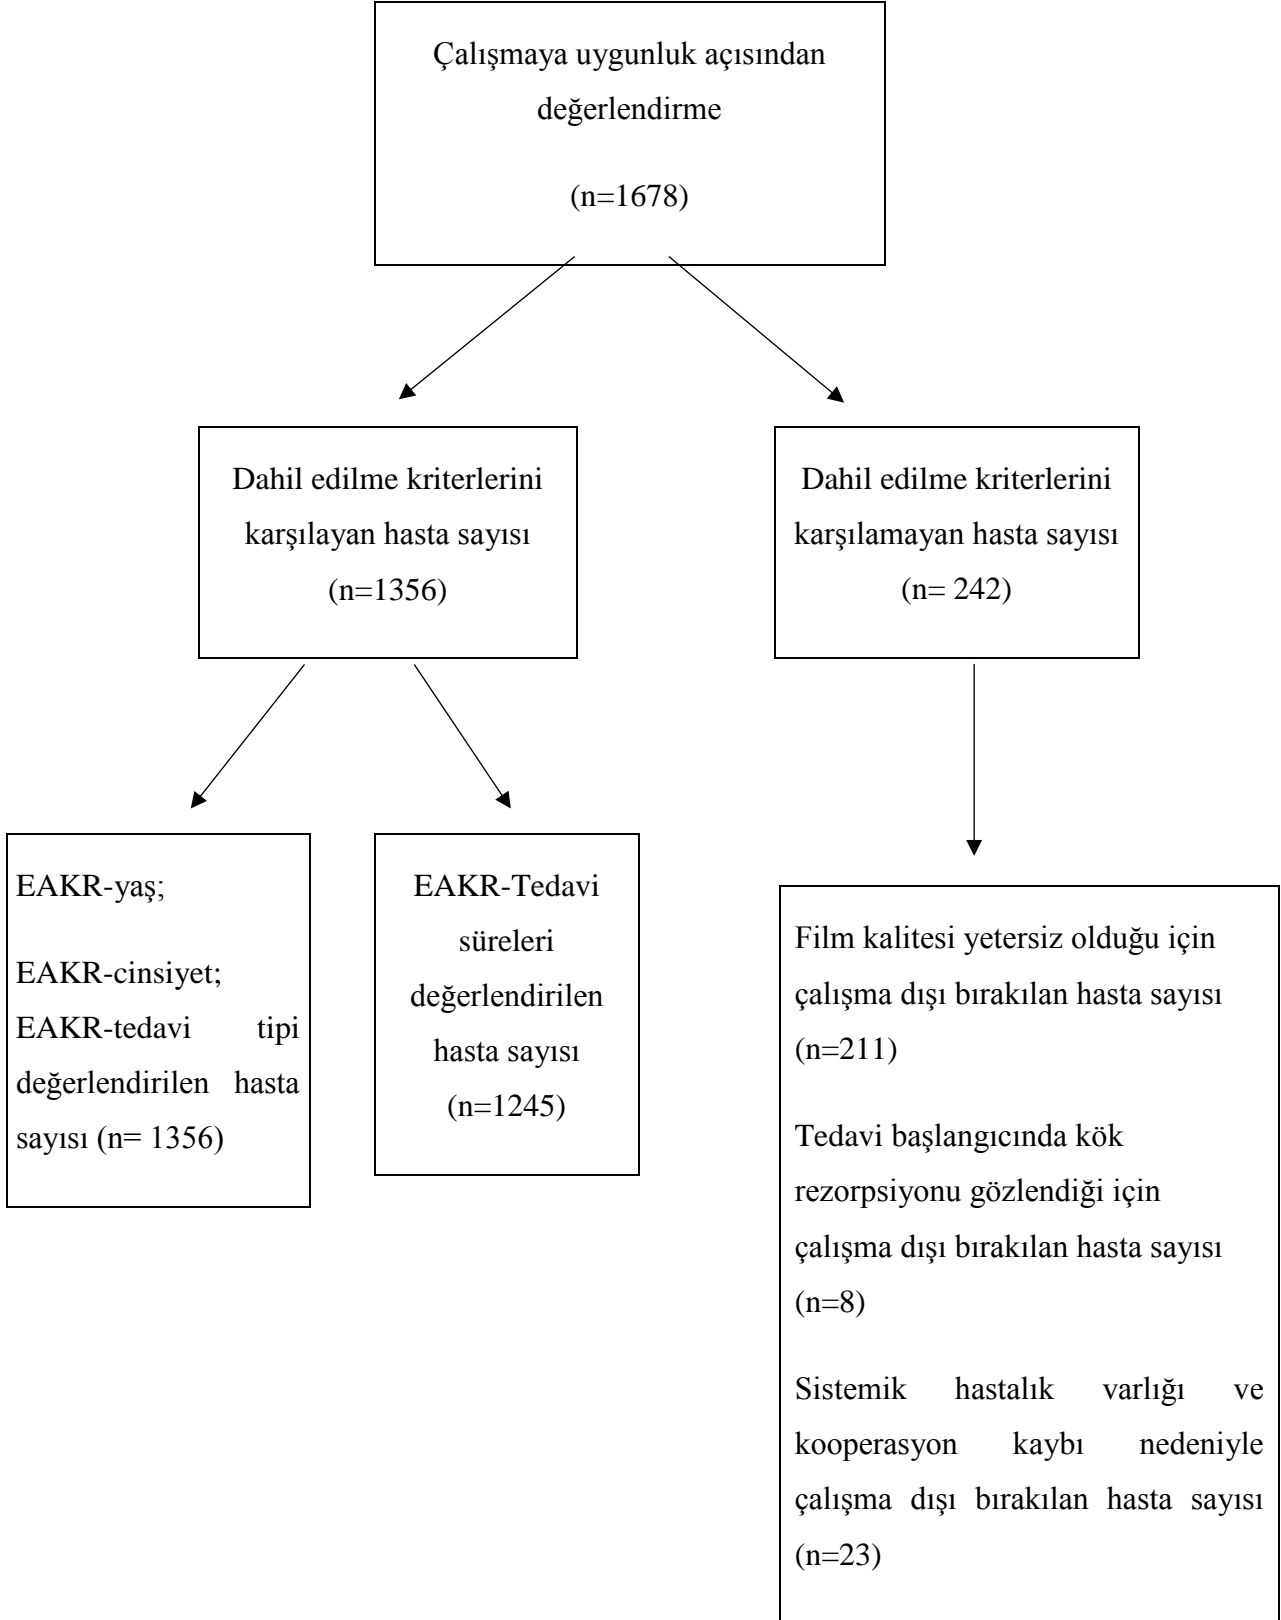 Çalışmaya uygunluk açısından
değerlendirme
(n=1678)
Dahil edilme kriterlerini
karşılayan hasta sayısı
(n=1356)
Dahil edilme kriterlerini
karşılamayan hasta sayısı
(n= 242)
EAKR-yaş;
EAKR-cinsiyet;
EAKR-tedavi tipi
değerlendirilen hasta
sayısı (n= 1356)
EAKR-Tedavi
süreleri
değerlendirilen
hasta sayısı
(n=1245)
Film kalitesi yetersiz olduğu için
çalışma dışı bırakılan hasta sayısı
(n=211)
Tedavi başlangıcında kök
rezorpsiyonu gözlendiği için
çalışma dışı bırakılan hasta sayısı
(n=8)
Sistemik hastalık varlığı ve
kooperasyon kaybı nedeniyle
çalışma dışı bırakılan hasta sayısı
(n=23)